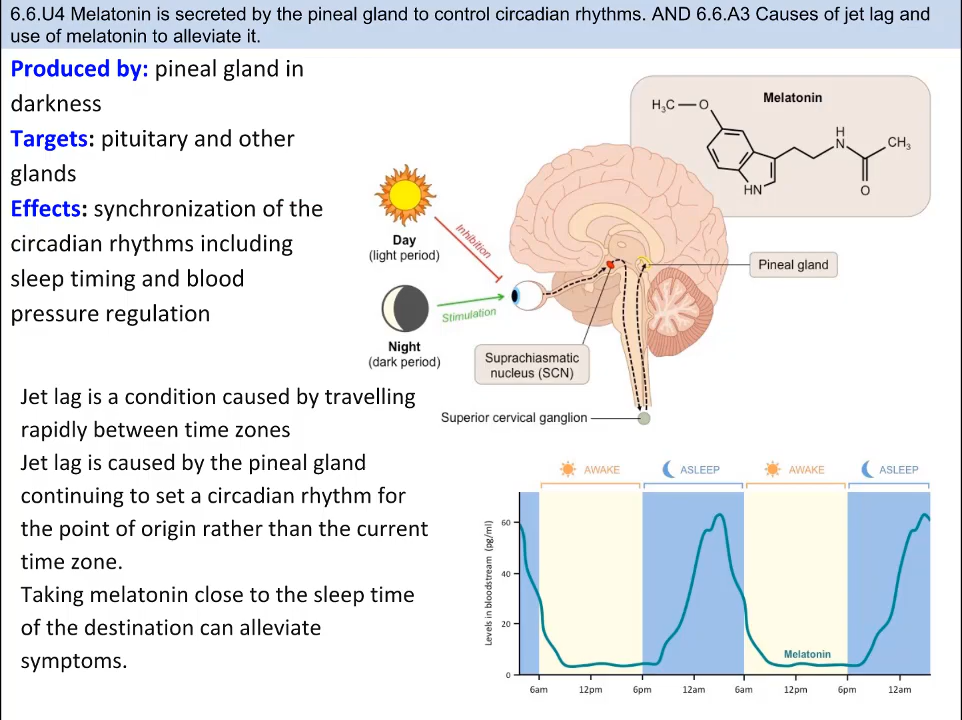 6.6.U4 Melatonin is secreted by the pineal gland to control circadian rhythms. AND 6.6.A3 Causes of jet lag and
use of melatonin to alleviate it.
Produced by: pineal gland in
darkness
Targets: pituitary and other
glands
Effects: synchronization of the
circadian rhythms including
sleep timing and blood
pressure regulation
Melatonin
H₃C
O
H
N
CH₃
HN
O
Day
(light period)
Inhibition
Night
(dark period)
Stimulation
Pineal gland
Suprachiasmatic
nucleus (SCN)
Superior cervical ganglion
Jet lag is a condition caused by travelling
rapidly between time zones
Jet lag is caused by the pineal gland
continuing to set a circadian rhythm for
the point of origin rather than the current
time zone.
Taking melatonin close to the sleep time
of the destination can alleviate
symptoms.
AWAKE ASLEEP AWAKE ASLEEP
Levels in bloodstream (pg/ml)
60
40
20
0
Melatonin
6am 12pm 6pm 12am 6am 12pm 6pm 12am